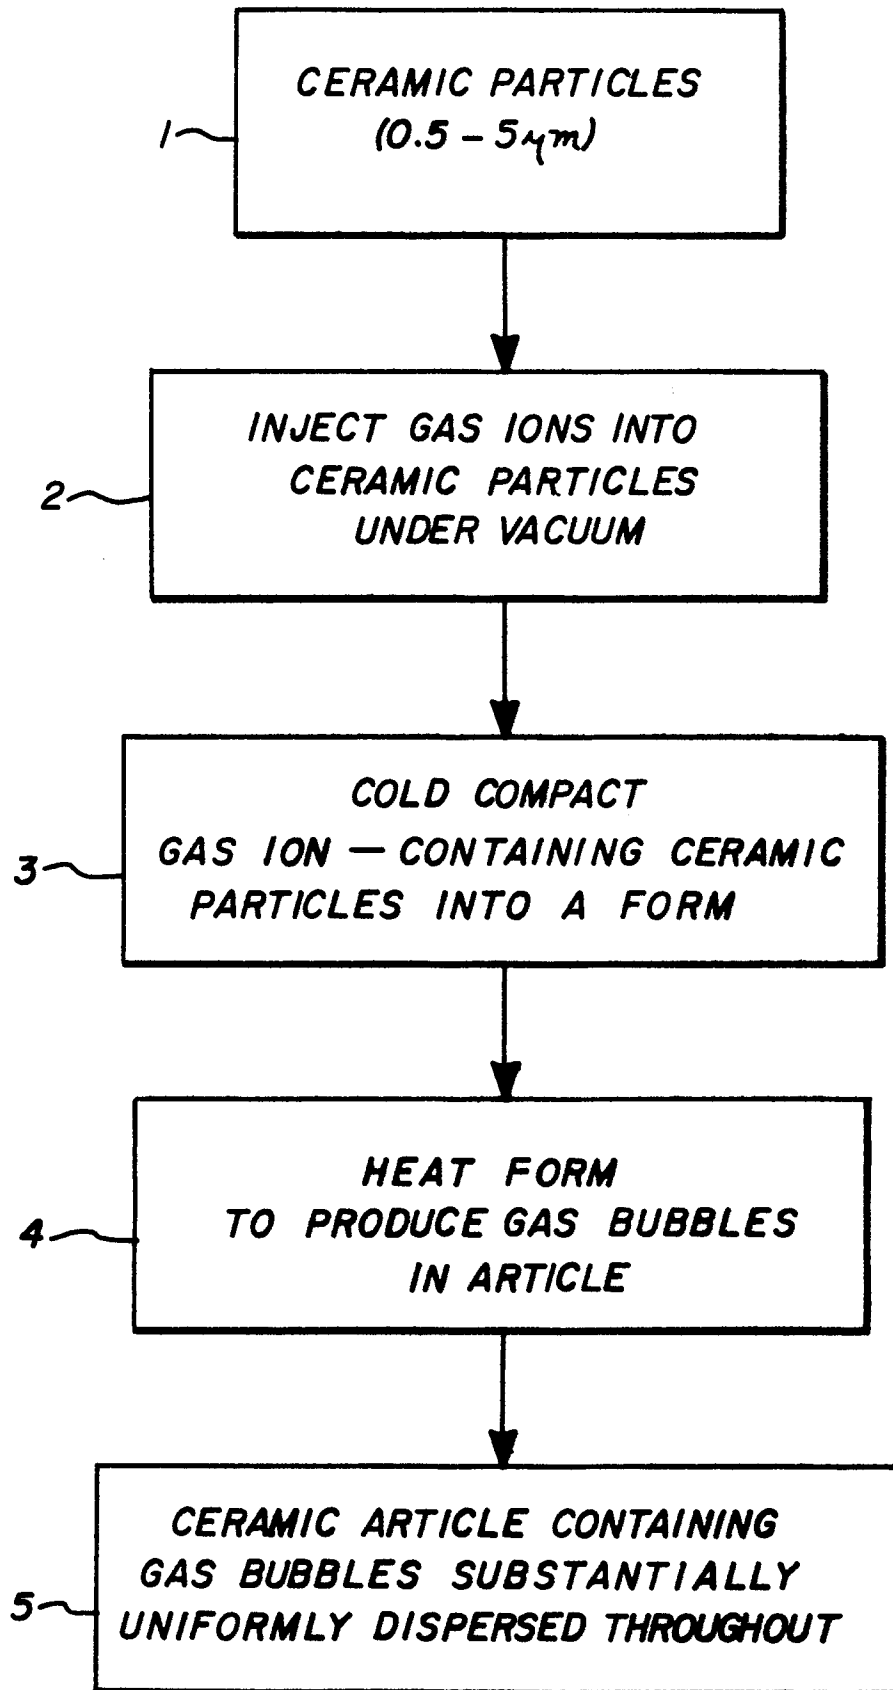 CERAMIC PARTICLES
1
(0.5 – 5 μm)
INJECT GAS IONS INTO
CERAMIC PARTICLES
2
UNDER VACUUM
COLD COMPACT
GAS ION — CONTAINING CERAMIC
3
PARTICLES INTO A FORM
HEAT FORM
TO PRODUCE GAS BUBBLES
4
IN ARTICLE
CERAMIC ARTICLE CONTAINING
GAS BUBBLES SUBSTANTIALLY
5
UNIFORMLY DISPERSED THROUGHOUT